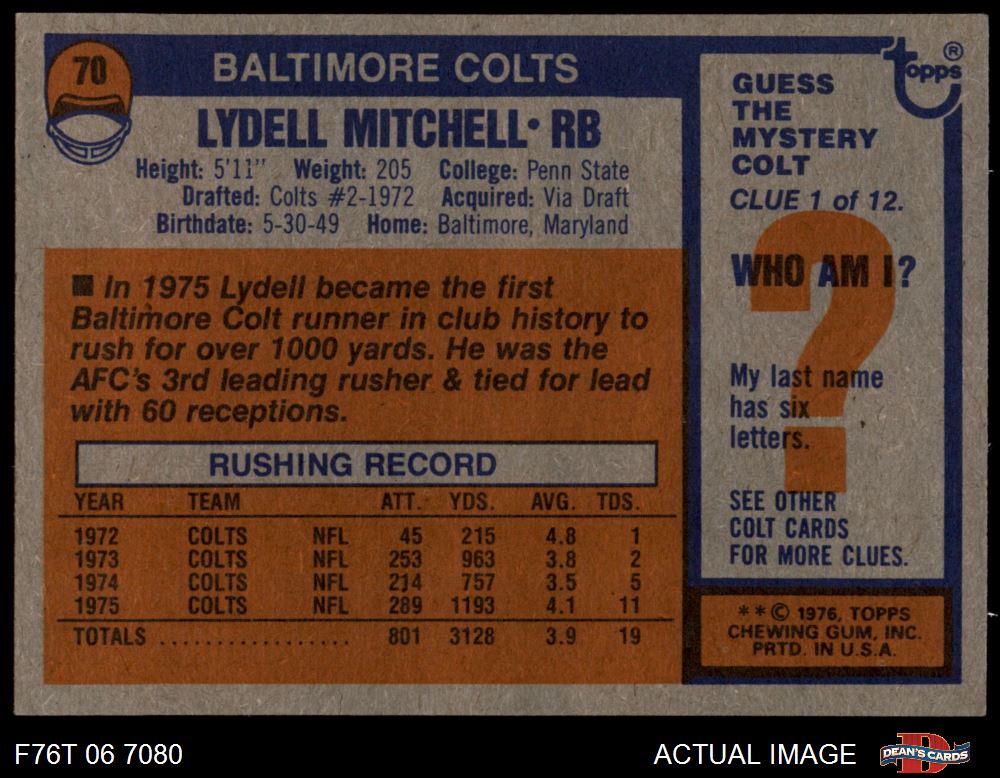 70
BALTIMORE COLTS
LYDELL MITCHELL• RB
Height: 5'11" Weight: 205 College: Penn State
Drafted: Colts #2-1972 Acquired: Via Draft
Birthdate: 5-30-49 Home: Baltimore, Maryland
■ In 1975 Lydell became the first
Baltimore Colt runner in club history to
rush for over 1000 yards. He was the
AFC's 3rd leading rusher & tied for lead
with 60 receptions.
RUSHING RECORD
YEAR TEAM ATT. YDS. AVG. TDS.
1972 COLTS NFL 45 215 4.8 1
1973 COLTS NFL 253 963 3.8 2
1974 COLTS NFL 214 757 3.5 5
1975 COLTS NFL 289 1193 4.1 11
TOTALS .................. 801 3128 3.9 19
topps®
GUESS
THE
MYSTERY
COLT
CLUE 1 of 12.
?
WHO AM I?
My last name
has six
letters.
SEE OTHER
COLT CARDS
FOR MORE CLUES.
**© 1976, TOPPS
CHEWING GUM, INC.
PRTD. IN U.S.A.
F76T 06 7080
ACTUAL IMAGE
D
DEAN'S CARDS